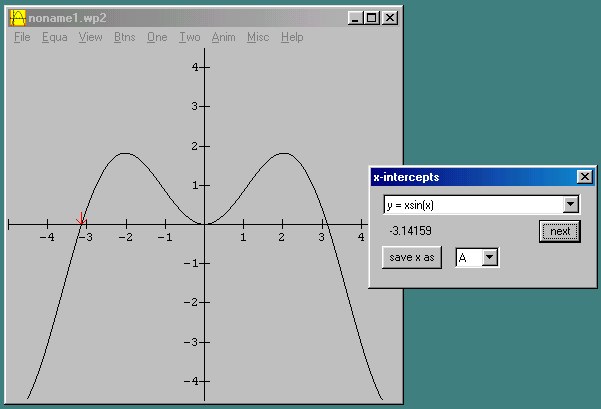 noname1.wp2
File Equa View Btns One Two Anim Misc Help
4
3
2
1
-4 -3 -2 -1 0 1 2 3 4
-1
-2
-3
-4
x-intercepts
y = xsin(x)
-3.14159
next
save x as
A